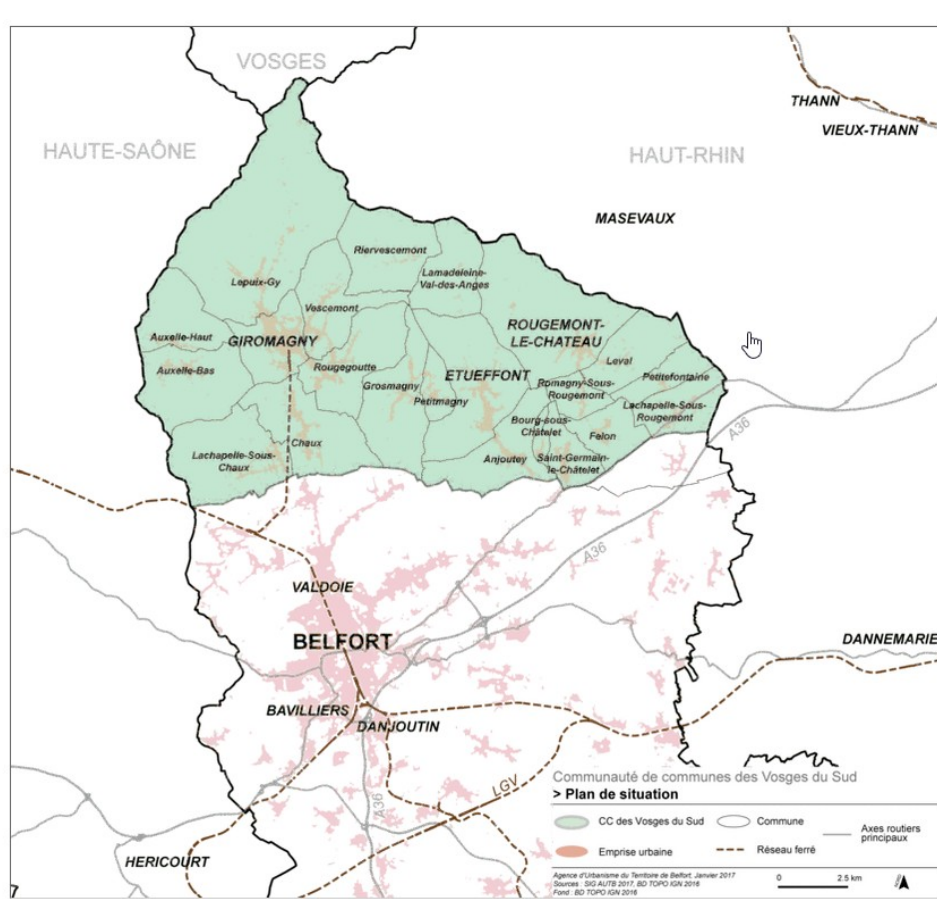 VOSGES
HAUTE-SAÔNE
HAUT-RHIN
THANN
VIEUX-THANN
MASEVAUX
Riervescemont
Lamadeleine-
Val-des-Anges
Lepuix-Gy
Vescemont
ROUGEMONT-
LE-CHATEAU
Auxelle-Haut
GIROMAGNY
Auxelle-Bas
Rougegoutte
Leval
ETUEFFONT
Petitefontaine
Grosmagny
Romagny-Sous-
Rougemont
Petitmagny
Lachapelle-Sous-
Rougemont
Bourg-sous-
Châtelet
Felon
A36
Chaux
Lachapelle-Sous-
Chaux
Anjoutey
Saint-Germain-
le-Châtelet
A36
VALDOIE
BELFORT
DANNEMARIE
BAVILLIERS
DANJOUTIN
LGV
A36
HERICOURT
7
Communauté de communes des Vosges du Sud
> Plan de situation
CC des Vosges du Sud
Commune
Axes routiers
principaux
Emprise urbaine
Réseau ferré
Agence d'Urbanisme du Territoire de Belfort, Janvier 2017
Sources : SIG AUTB 2017, BD TOPO IGN 2016
Fond : BD TOPO IGN 2016
0 2.5 km